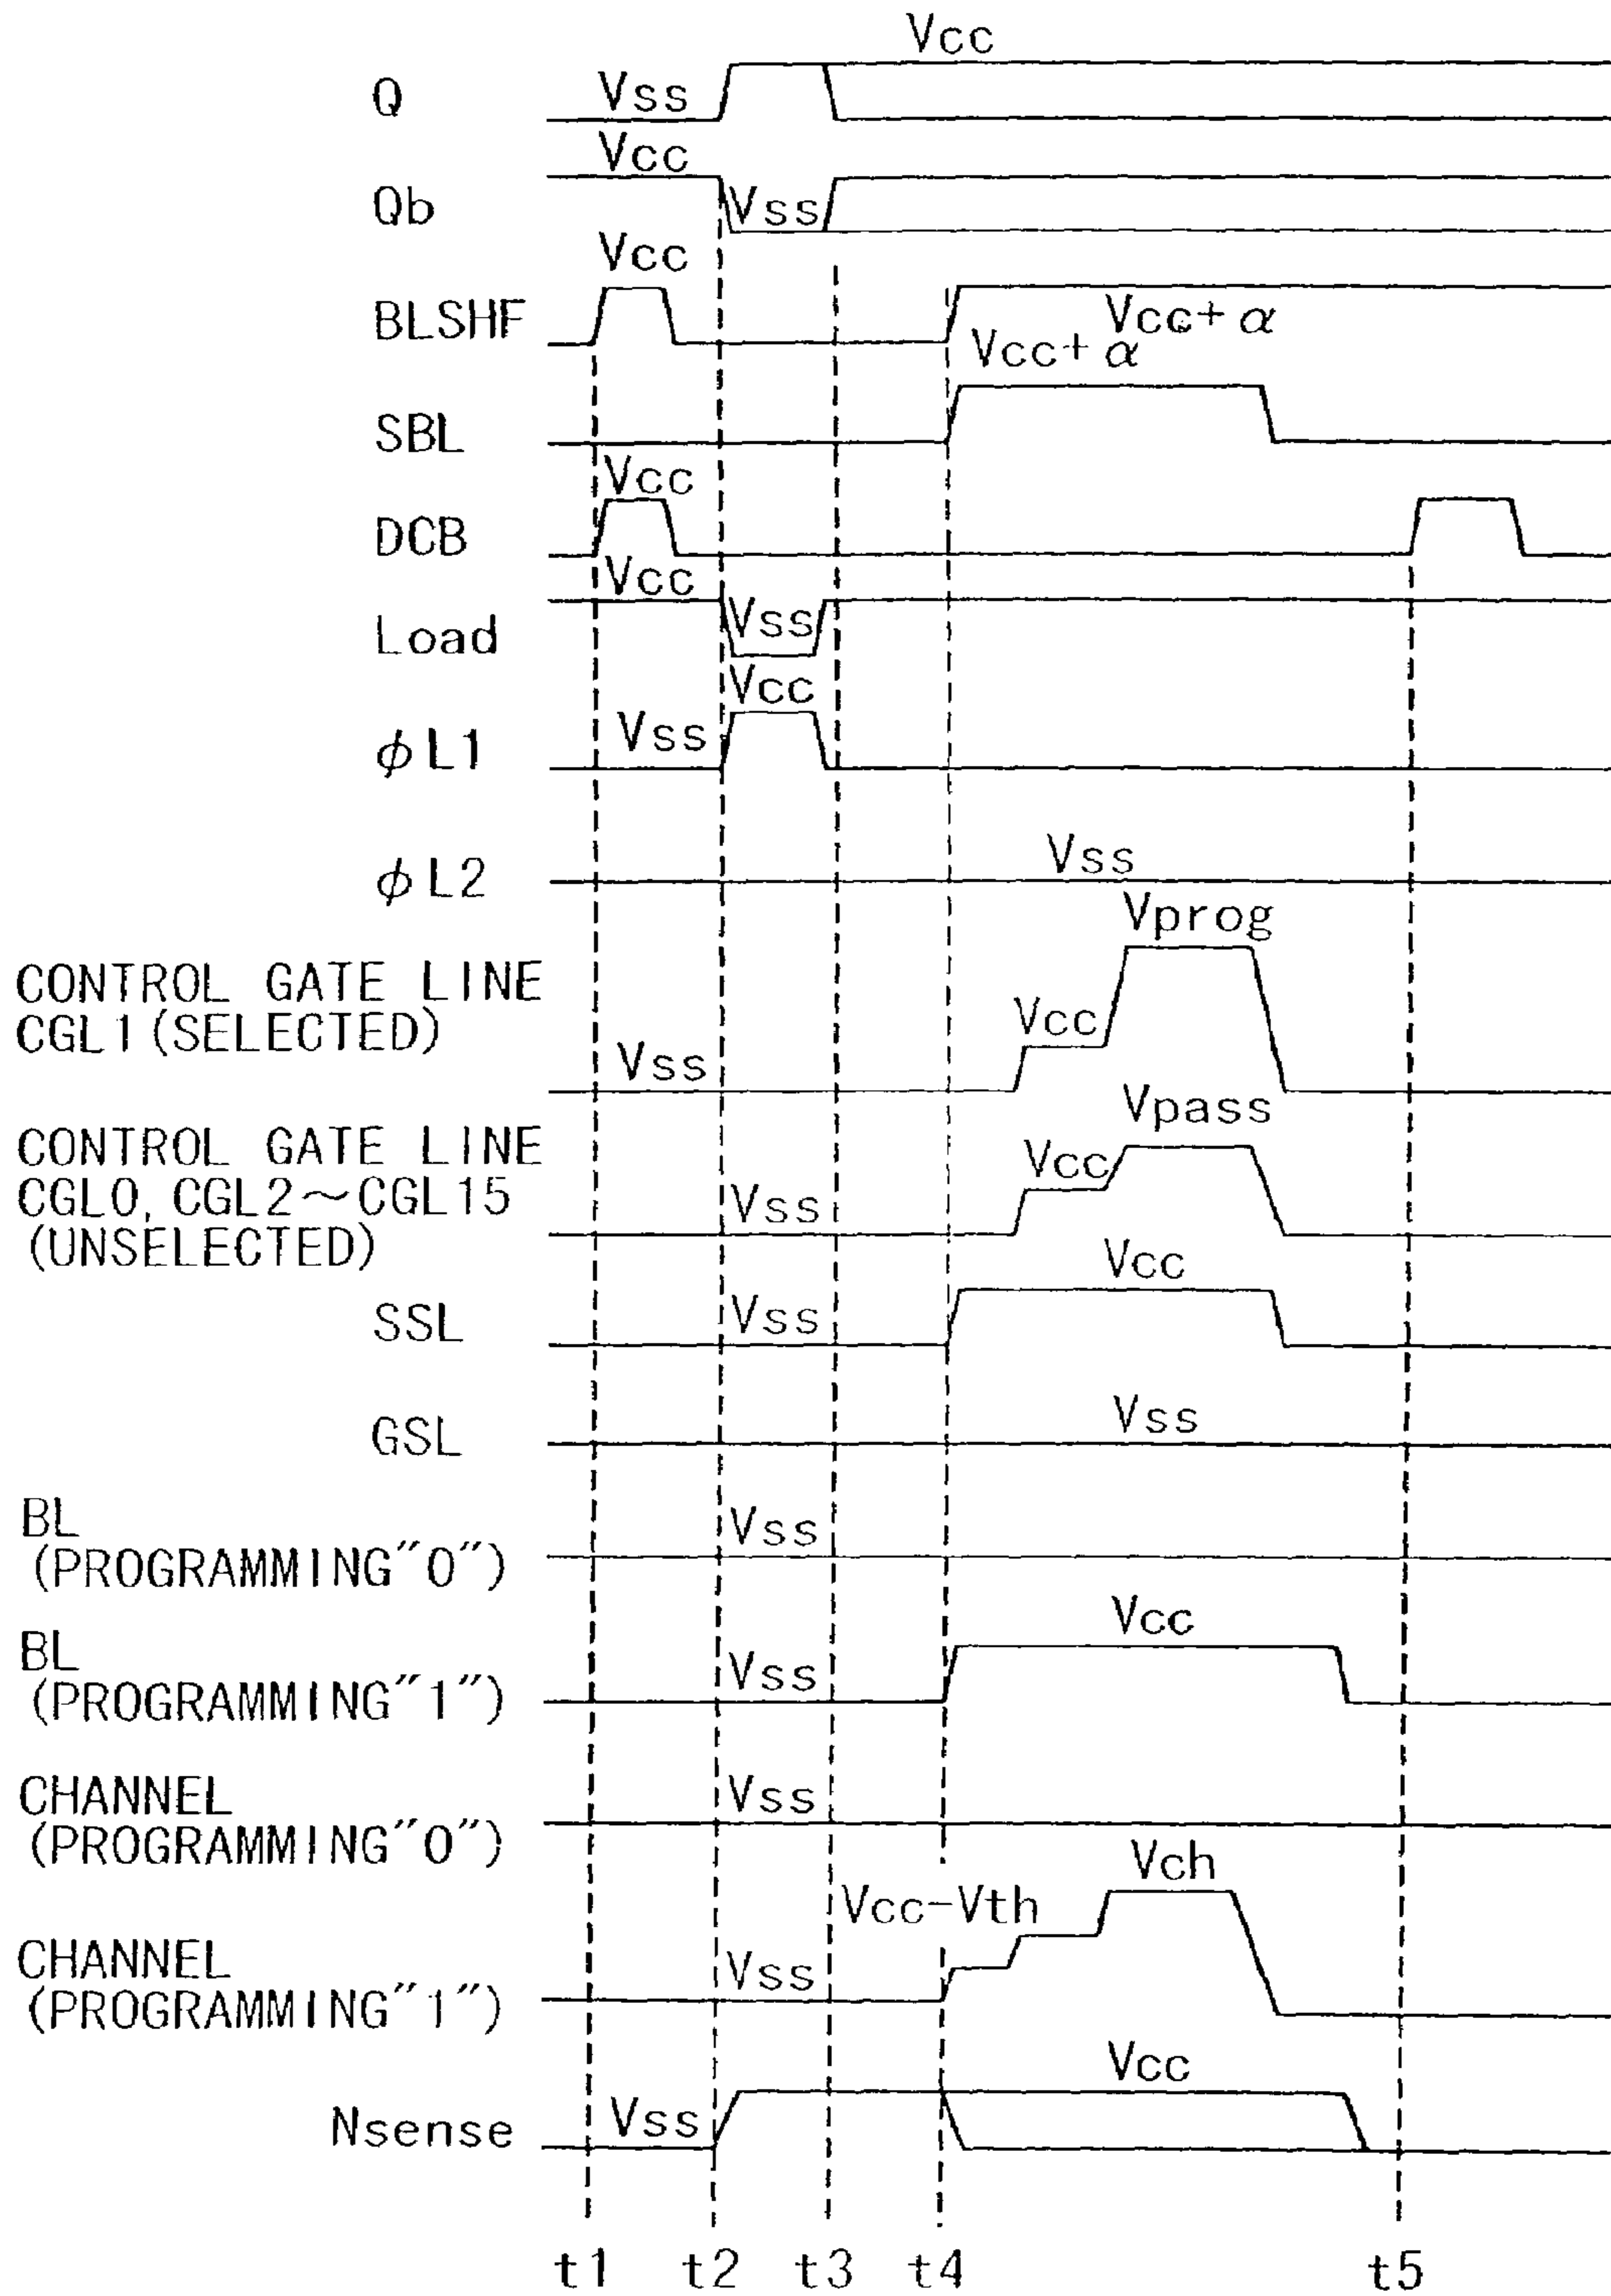 Vcc
Q Vss
Vcc
Qb Vss
Vcc
BLSHF Vcc+α
Vcc+α
SBL
Vcc
DCB
Vcc
Load Vss
Vcc
φL1 Vss
φL2 Vss
Vprog
CONTROL GATE LINE
CGL1(SELECTED) Vss Vcc
Vpass
CONTROL GATE LINE
CGL0, CGL2~CGL15 Vss Vcc
(UNSELECTED)
Vcc
SSL Vss
GSL Vss
BL Vss
(PROGRAMMING"0")
Vcc
BL Vss
(PROGRAMMING"1")
CHANNEL Vss
(PROGRAMMING"0")
Vch
Vcc-Vth
CHANNEL Vss
(PROGRAMMING"1")
Vcc
Nsense Vss
t1 t2 t3 t4 t5